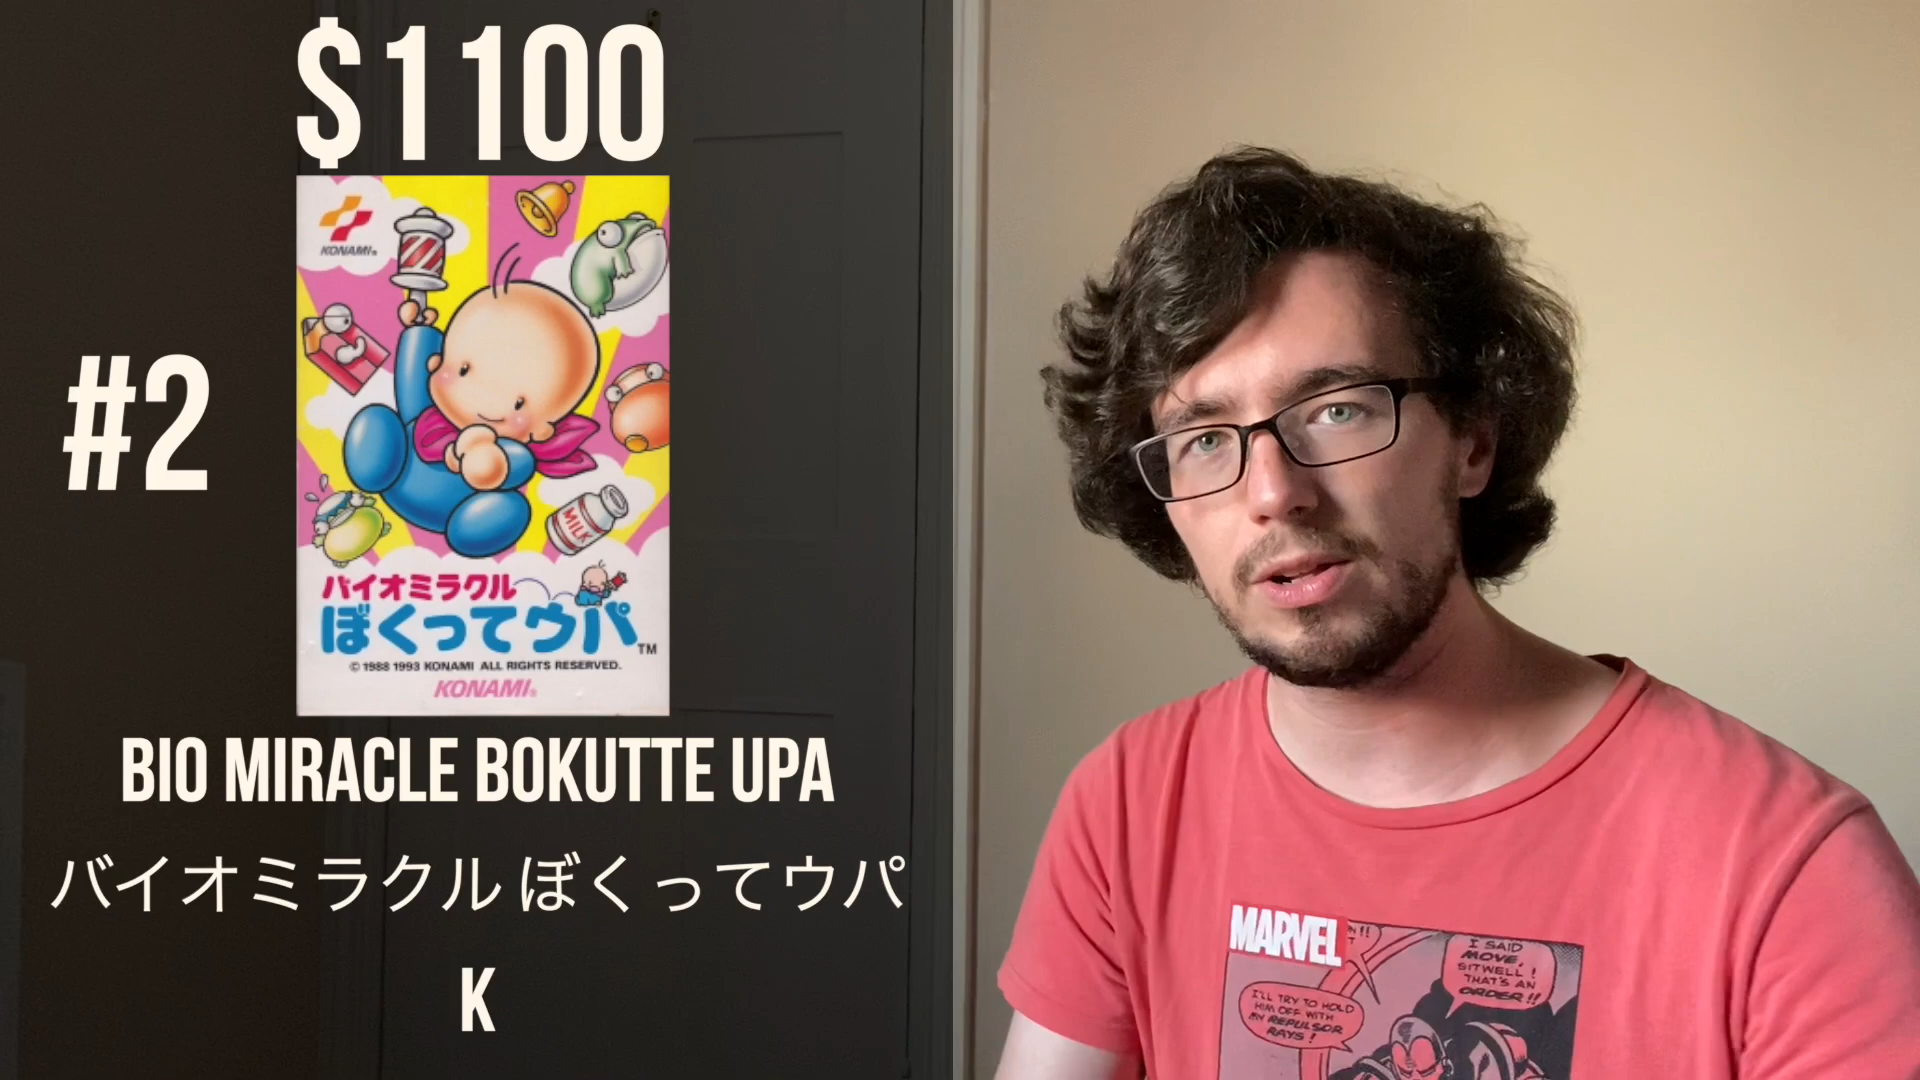 $1100
KONAMI®
#2
MILK
バイオミラクル
ぼくってウパ TM
© 1988 1993 KONAMI ALL RIGHTS RESERVED.
KONAMI®
BIO MIRACLE BOKUTTE UPA
バイオミラクル ぼくってウパ
K
MARVEL
I SAID
MOVE,
SITWELL!
THAT'S AN
ORDER!!
I'LL TRY TO HOLD
HIM OFF WITH
MY REPULSOR
RAYS!